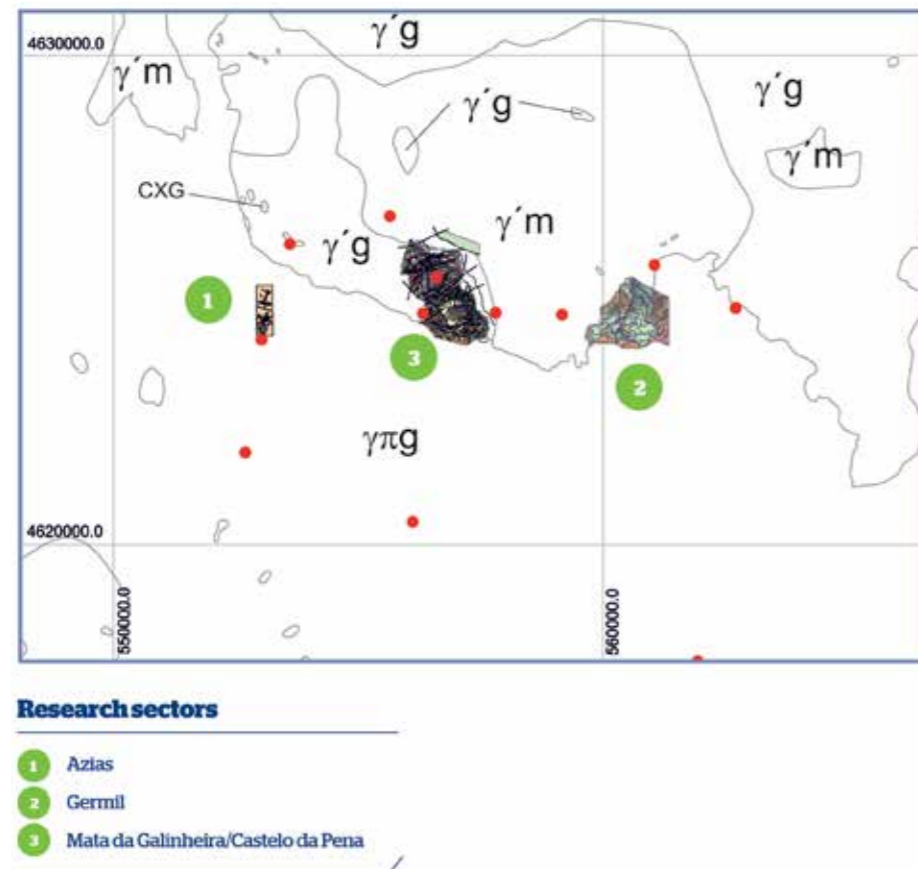 γ´g
4630000.0
γ´m
γ´g
γ´g
γ´m
CXG
γ´m
γ´g
1
3
2
γπg
4620000.0
550000.0
560000.0
Research sectors
1 Azias
2 Germil
3 Mata da Galinheira/Castelo da Pena